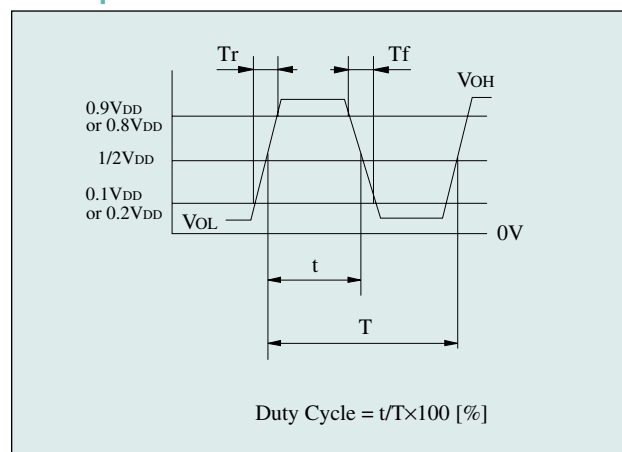 Tr
Tf
VOH
0.9VDD
or 0.8VDD
1/2VDD
0.1VDD
or 0.2VDD
VOL
0V
t
T
Duty Cycle = t/T×100 [%]